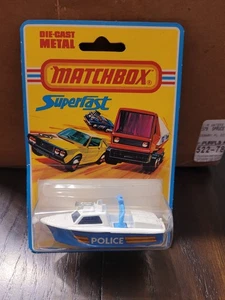 DIE-CAST
METAL
MATCHBOX
Superfast
POLICE